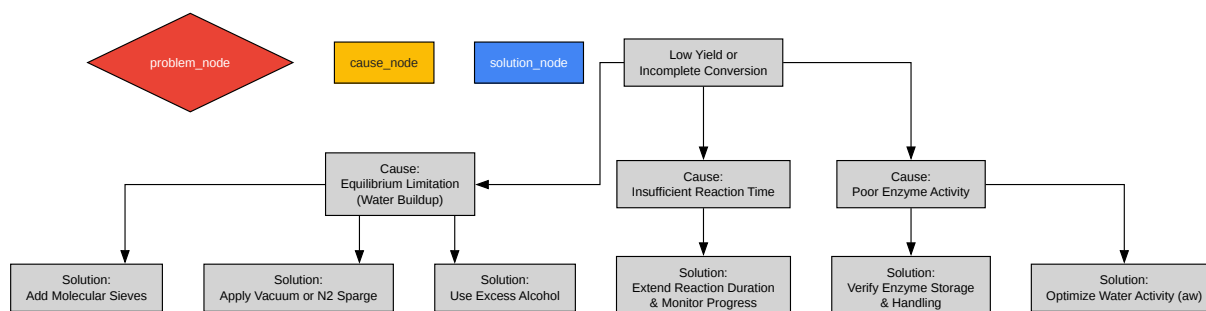 problem_node
cause_node
solution_node
Low Yield or
Incomplete Conversion
Cause:
Equilibrium Limitation
(Water Buildup)
Cause:
Insufficient Reaction Time
Cause:
Poor Enzyme Activity
Solution:
Add Molecular Sieves
Solution:
Apply Vacuum or N2 Sparge
Solution:
Use Excess Alcohol
Solution:
Extend Reaction Duration
& Monitor Progress
Solution:
Verify Enzyme Storage
& Handling
Solution:
Optimize Water Activity (aw)